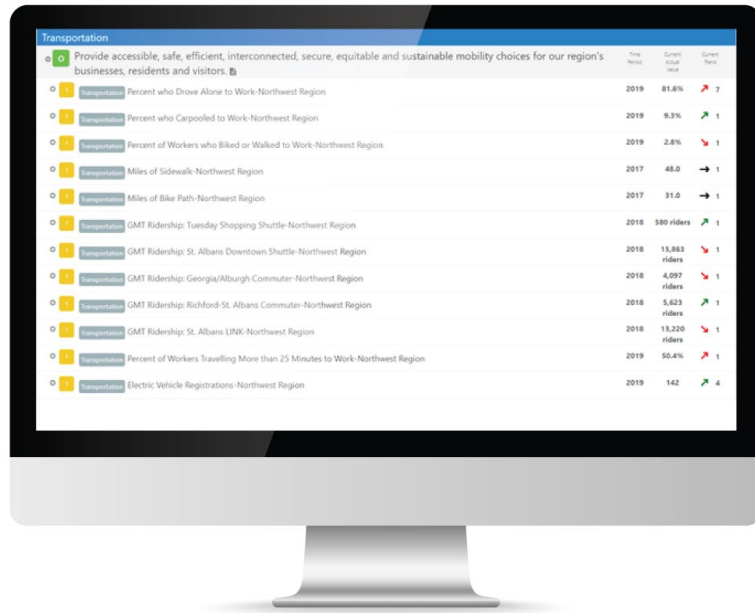 Transportation
O Provide accessible, safe, efficient, interconnected, secure, equitable and sustainable mobility choices for our region's Time Period Current Actual Value Current Trend
businesses, residents and visitors.
I Transportation Percent who Drove Alone to Work-Northwest Region 2019 81.6% ↗ 7
I Transportation Percent who Carpooled to Work-Northwest Region 2019 9.3% ↗ 1
I Transportation Percent of Workers who Biked or Walked to Work-Northwest Region 2019 2.8% ↘ 1
I Transportation Miles of Sidewalk-Northwest Region 2017 48.0 → 1
I Transportation Miles of Bike Path-Northwest Region 2017 31.0 → 1
I Transportation GMT Ridership: Tuesday Shopping Shuttle-Northwest Region 2018 580 riders ↗ 1
I Transportation GMT Ridership: St. Albans Downtown Shuttle-Northwest Region 2018 15,863 riders ↘ 1
I Transportation GMT Ridership: Georgia/Alburgh Commuter-Northwest Region 2018 4,097 riders ↘ 1
I Transportation GMT Ridership: Richford-St. Albans Commuter-Northwest Region 2018 5,623 riders ↗ 1
I Transportation GMT Ridership: St. Albans LINK-Northwest Region 2018 13,220 riders ↘ 1
I Transportation Percent of Workers Travelling More than 25 Minutes to Work-Northwest Region 2019 50.4% ↗ 1
I Transportation Electric Vehicle Registrations-Northwest Region 2019 142 ↗ 4